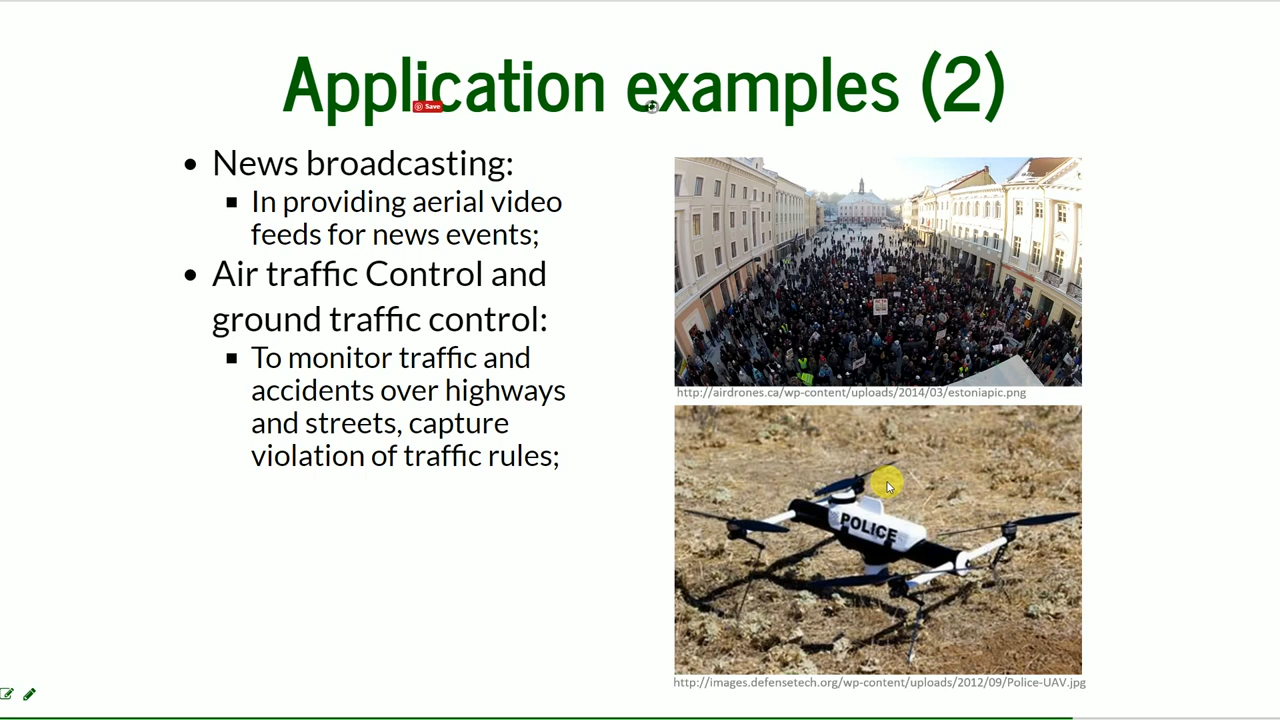 Application examples (2)
Save
• News broadcasting:
▪ In providing aerial video
feeds for news events;
• Air traffic Control and
ground traffic control:
▪ To monitor traffic and
accidents over highways
and streets, capture
violation of traffic rules;
http://airdrones.ca/wp-content/uploads/2014/03/estoniapic.png
POLICE
http://images.defensetech.org/wp-content/uploads/2012/09/Police-UAV.jpg